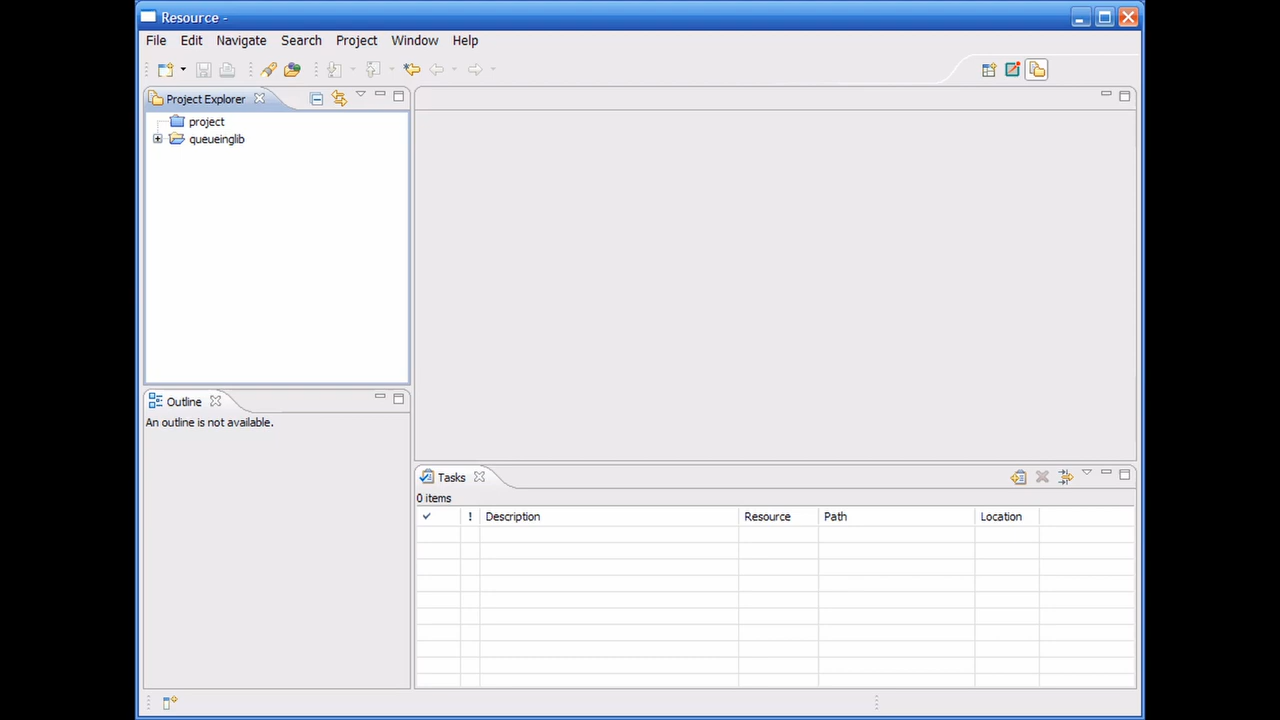 Resource -
File Edit Navigate Search Project Window Help
Project Explorer
project
queueinglib
Outline
An outline is not available.
Tasks
0 items
! Description Resource Path Location